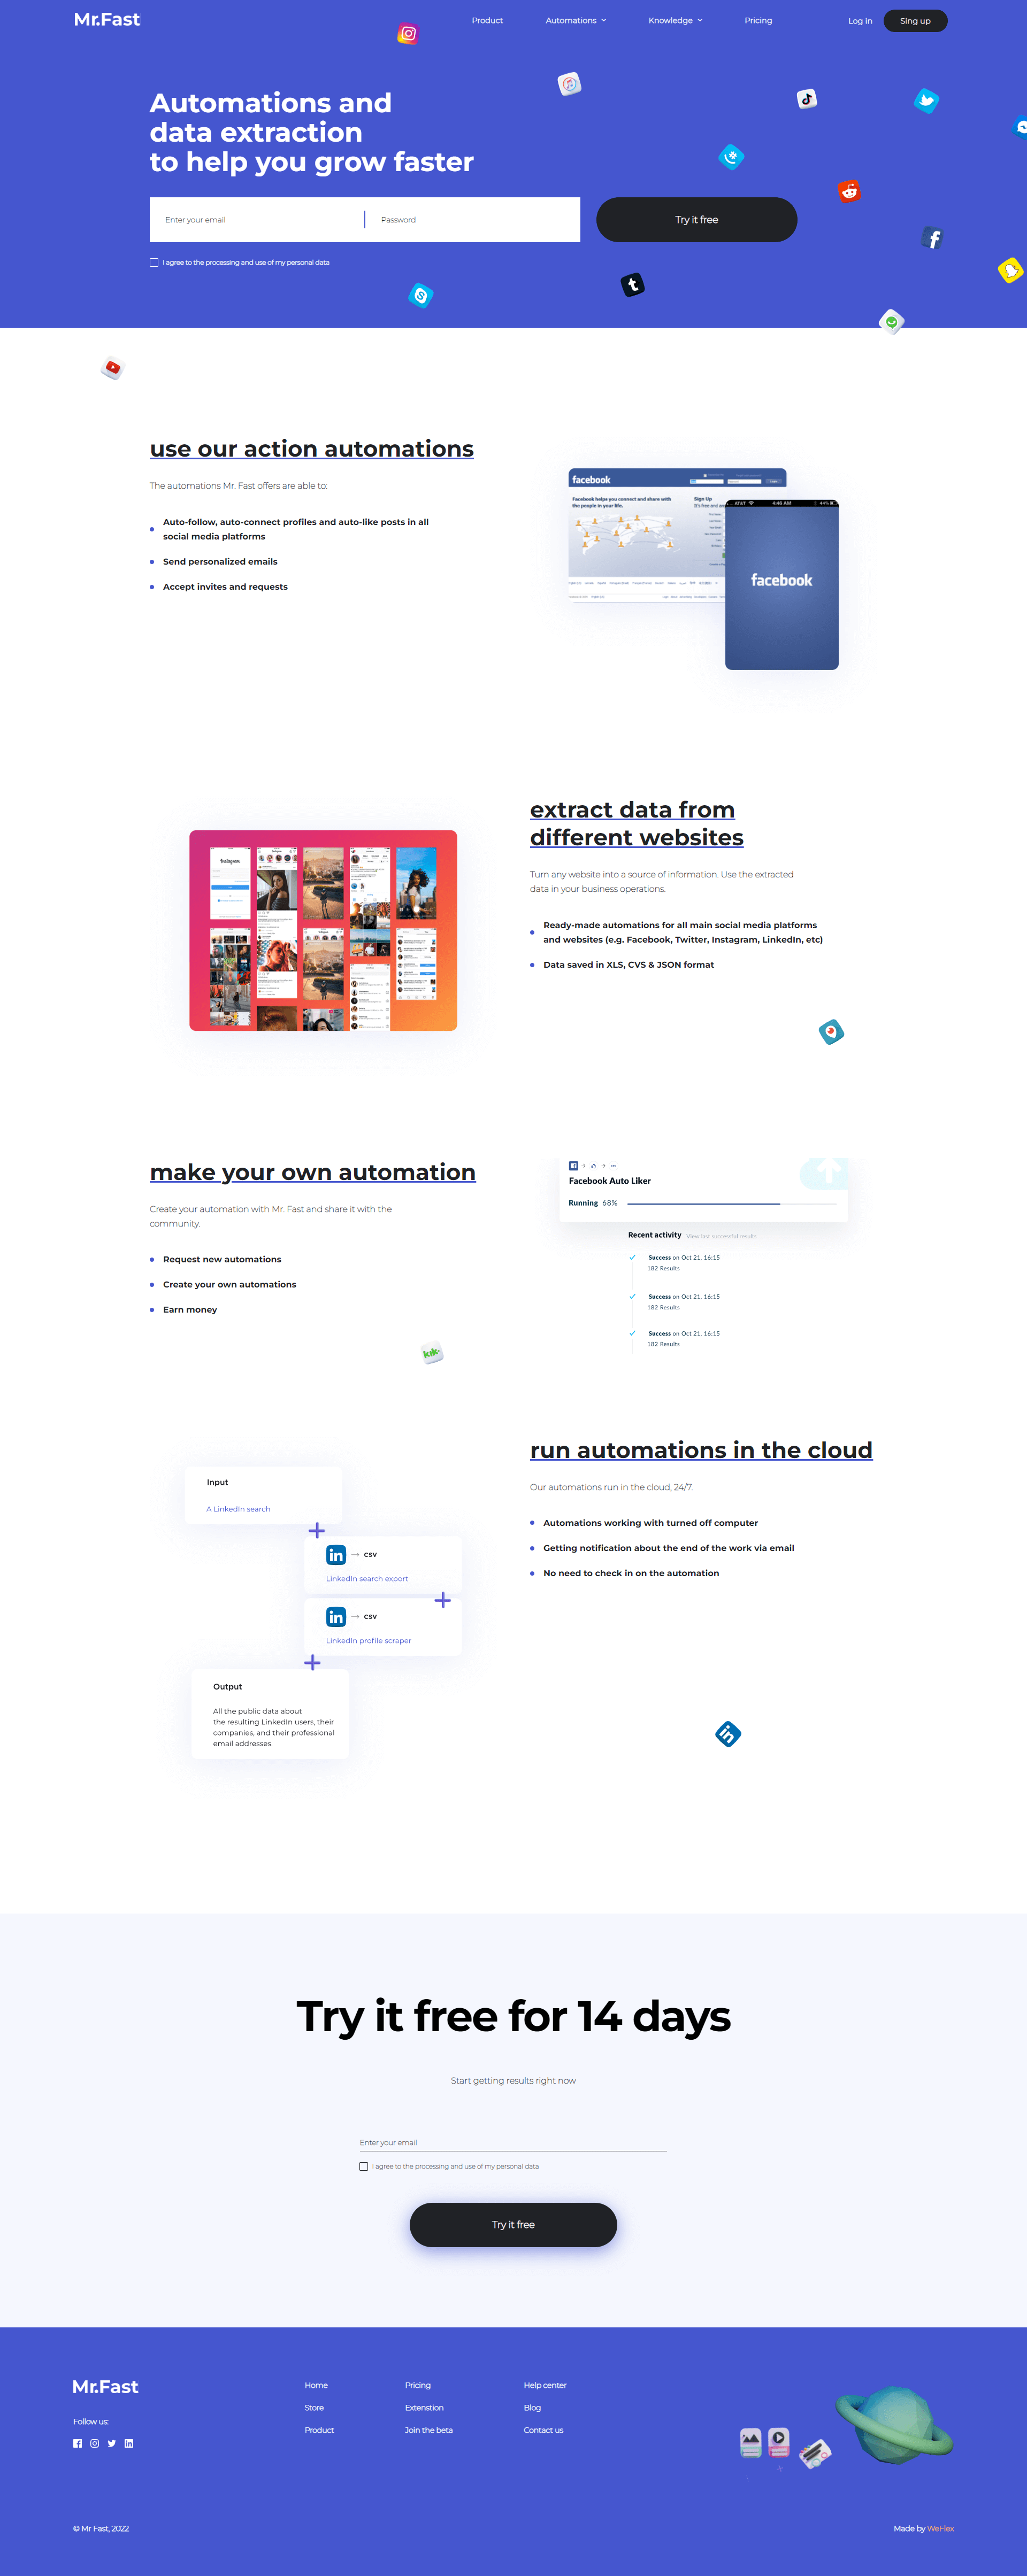 Mr.Fast
Product
Automations
Knowledge
Pricing
Log in
Sing up
Automations and
data extraction
to help you grow faster
Enter your email
Password
Try it free
I agree to the processing and use of my personal data
use our action automations
The automations Mr. Fast offers are able to:
Auto-follow, auto-connect profiles and auto-like posts in all
social media platforms
Send personalized emails
Accept invites and requests
facebook
Facebook helps you connect and share with
the people in your life.
Sign Up
It's free and
AT&T
4:46 AM
44%
facebook
Instagram
extract data from
different websites
Turn any website into a source of information. Use the extracted
data in your business operations.
Ready-made automations for all main social media platforms
and websites (e.g. Facebook, Twitter, Instagram, LinkedIn, etc)
Data saved in XLS, CVS & JSON format
make your own automation
Create your automation with Mr. Fast and share it with the
community.
Request new automations
Create your own automations
Earn money
Facebook Auto Liker
Running 68%
Recent activity View last successful results
Success on Oct 21, 16:15
182 Results
Success on Oct 21, 16:15
182 Results
Success on Oct 21, 16:15
182 Results
kik
run automations in the cloud
Our automations run in the cloud, 24/7.
Automations working with turned off computer
Getting notification about the end of the work via email
No need to check in on the automation
Input
A LinkedIn search
in → csv
LinkedIn search export
in → csv
LinkedIn profile scraper
Output
All the public data about
the resulting LinkedIn users, their
companies, and their professional
email addresses.
in
Try it free for 14 days
Start getting results right now
Enter your email
I agree to the processing and use of my personal data
Try it free
Mr.Fast
Follow us:
Home
Store
Product
Pricing
Extenstion
Join the beta
Help center
Blog
Contact us
© Mr Fast, 2022
Made by WeFlex